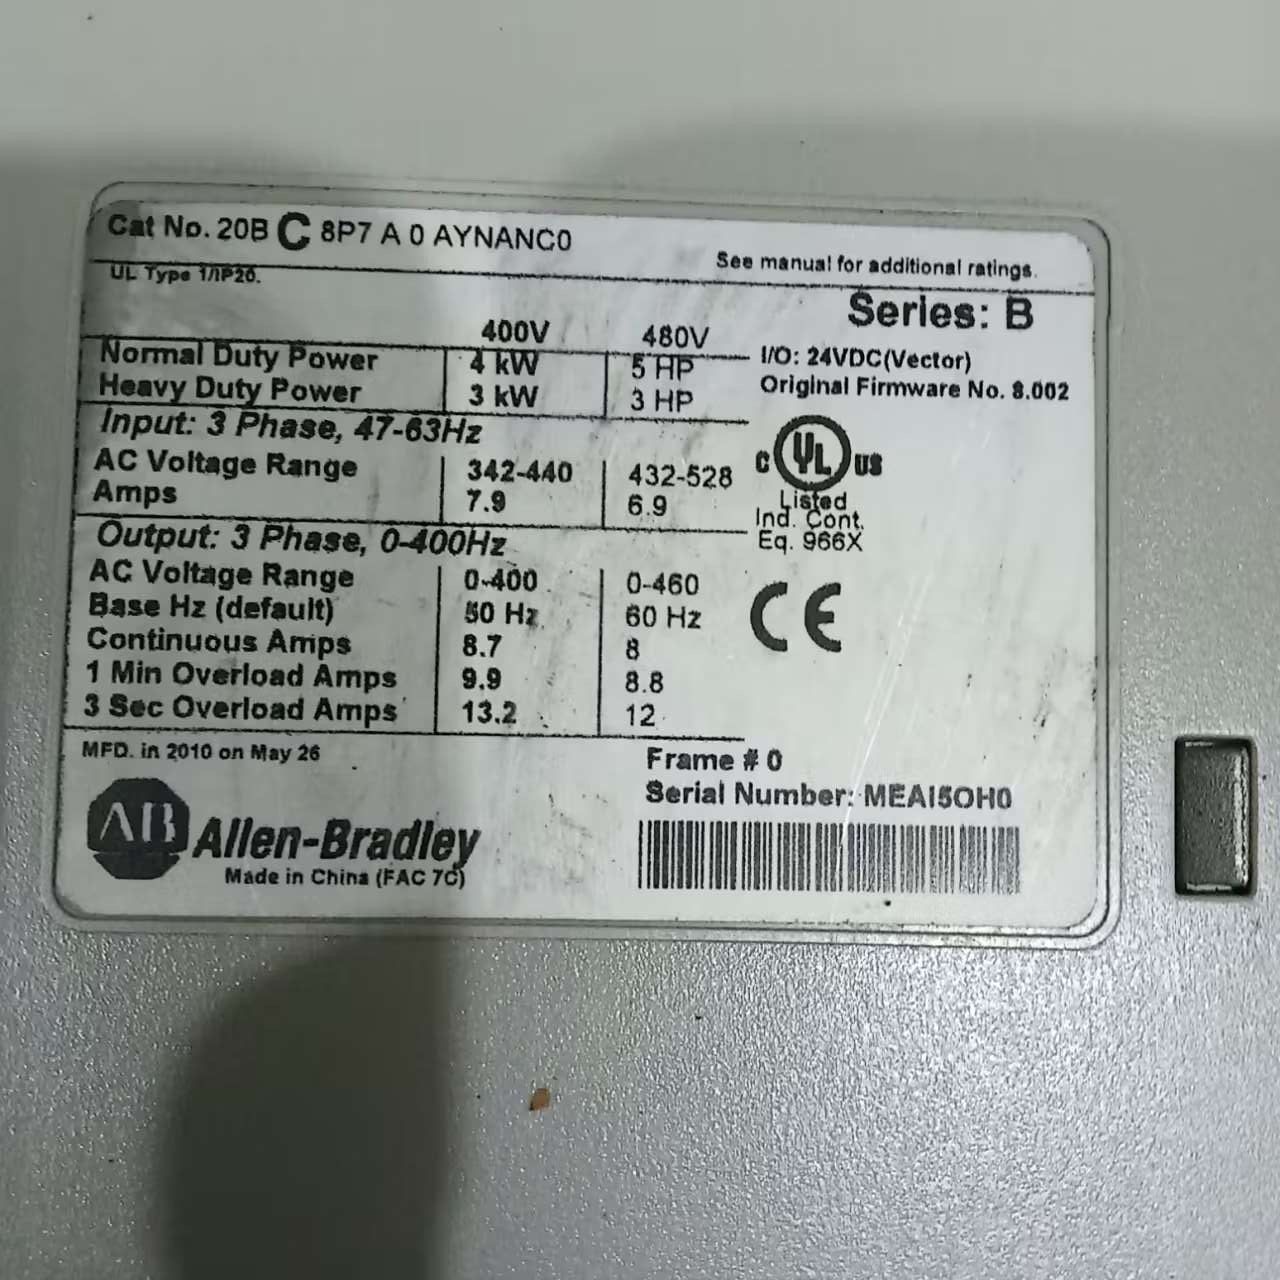 Cat No. 20B C 8P7 A 0 AYNANC0
UL Type 1/IP20.
See manual for additional ratings.
Series: B
400V 480V
Normal Duty Power 4 kW 5 HP
Heavy Duty Power 3 kW 3 HP
I/O: 24VDC(Vector)
Original Firmware No. 8.002
Input: 3 Phase, 47-63Hz
AC Voltage Range 342-440 432-528
Amps 7.9 6.9
C UL US
Listed
Ind. Cont.
Eq. 966X
Output: 3 Phase, 0-400Hz
AC Voltage Range 0-400 0-460
Base Hz (default) 50 Hz 60 Hz
Continuous Amps 8.7 8
1 Min Overload Amps 9.9 8.8
3 Sec Overload Amps 13.2 12
CE
MFD. in 2010 on May 26
Frame # 0
Serial Number: MEAI5OH0
AB Allen-Bradley
Made in China (FAC 7C)